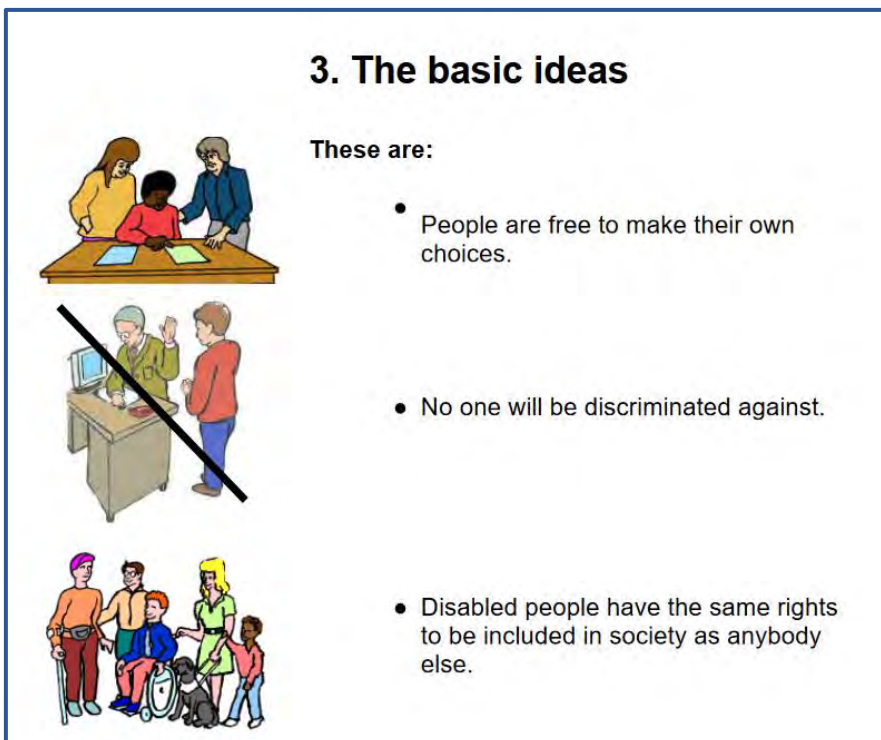 3. The basic ideas
These are:
● People are free to make their own
choices.
● No one will be discriminated against.
● Disabled people have the same rights
to be included in society as anybody
else.